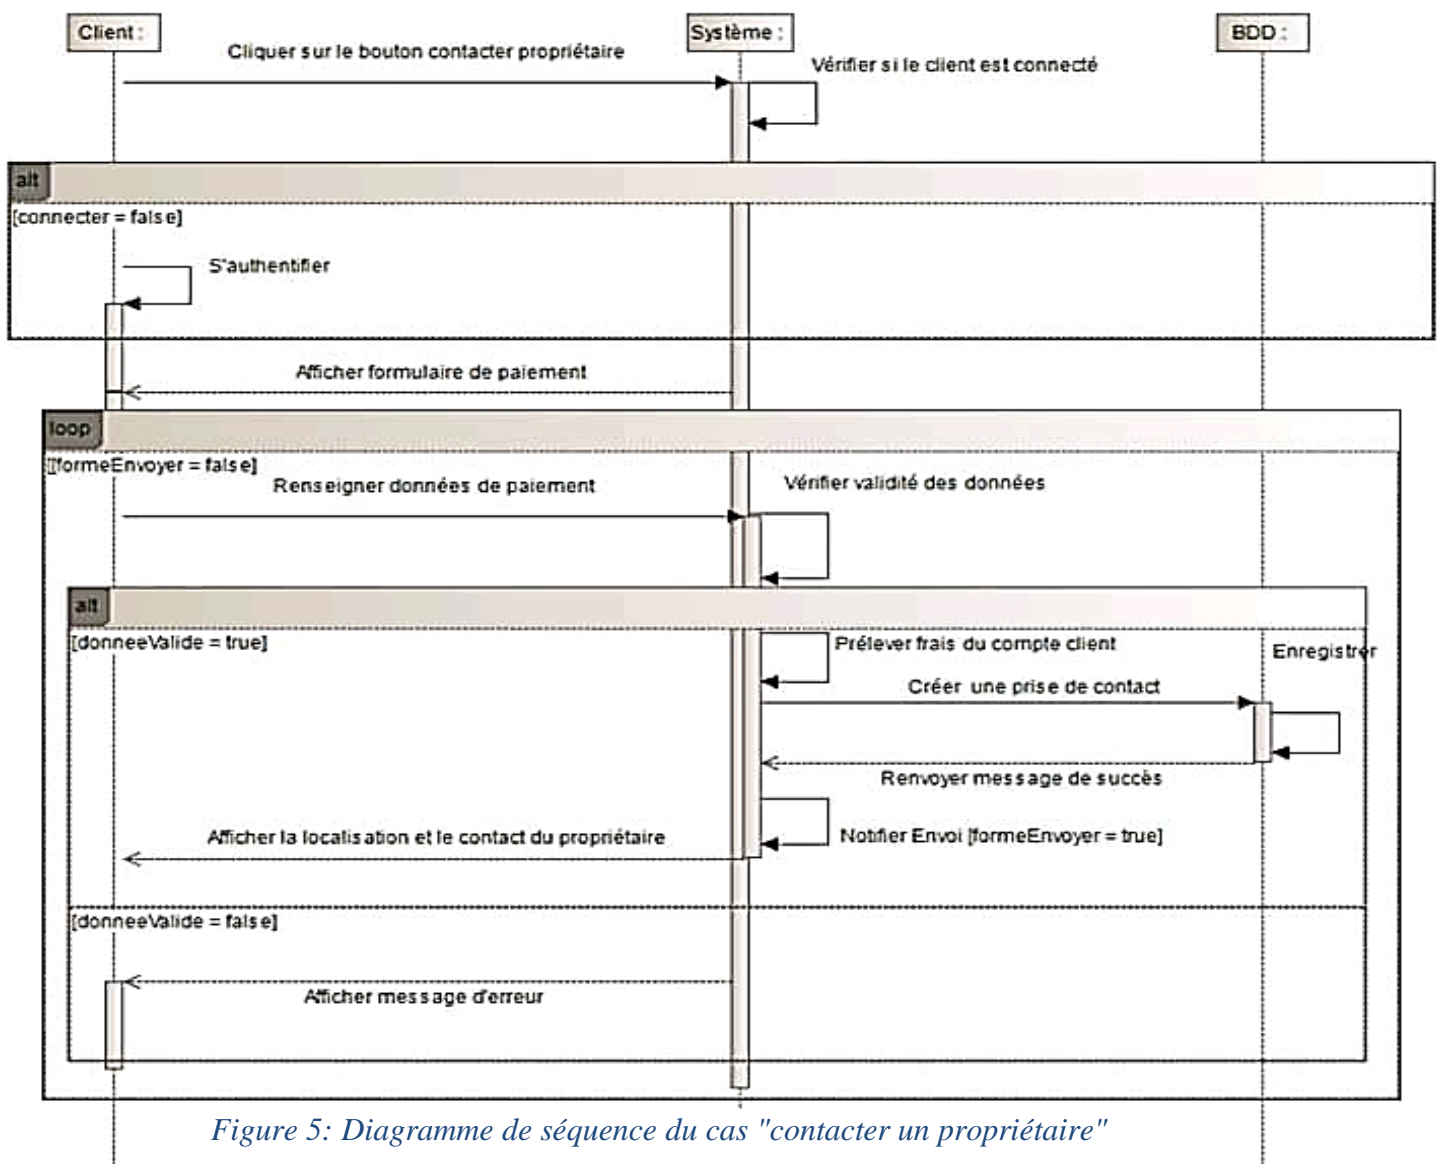 Client :
Système :
BDD :
Cliquer sur le bouton contacter propriétaire
Vérifier si le client est connecté
alt
[connecter = false]
S'authentifier
Afficher formulaire de paiement
loop
[[formeEnvoyer = false]
Renseigner données de paiement
Vérifier validité des données
alt
[donneeValide = true]
Prélever frais du compte client
Enregistrer
Créer une prise de contact
Renvoyer message de succès
Afficher la localisation et le contact du propriétaire
Notifier Envoi [formeEnvoyer = true]
[donneeValide = false]
Afficher message d'erreur
Figure 5: Diagramme de séquence du cas "contacter un propriétaire"